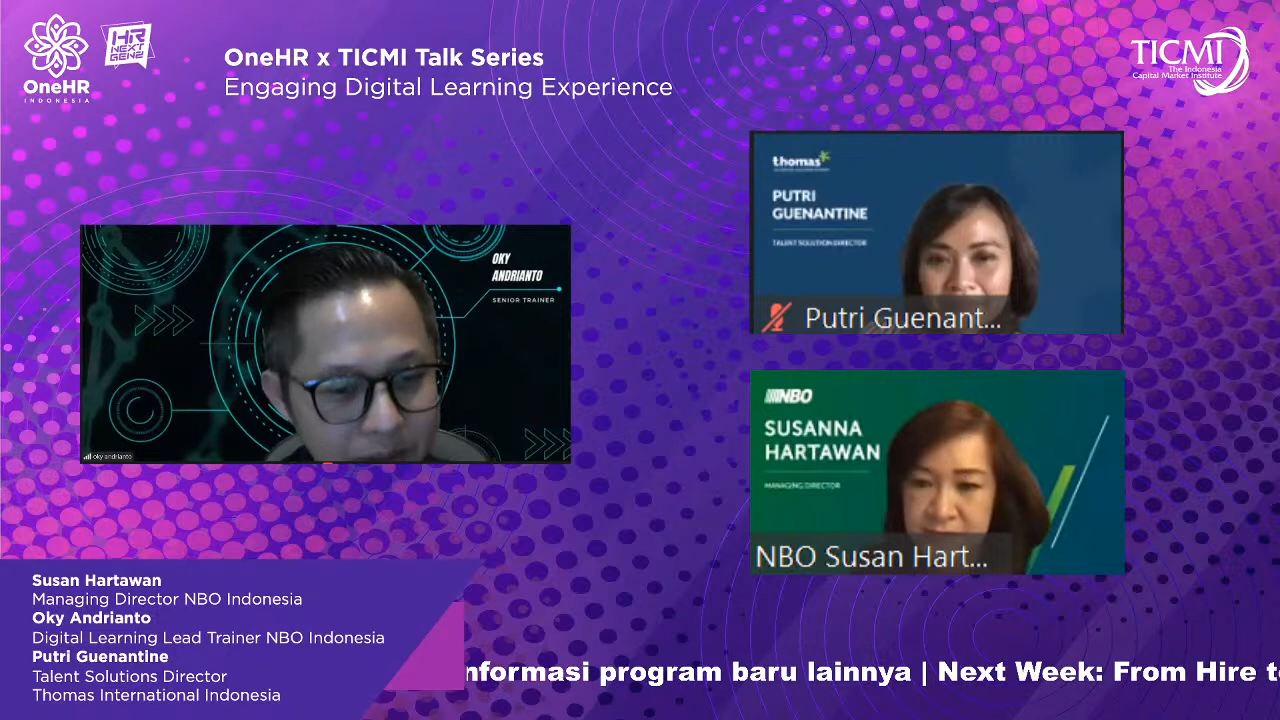 OneHR
INDONESIA
HR
NEXT
GEN
OneHR x TICMI Talk Series
Engaging Digital Learning Experience
TICMI
The Indonesia
Capital Market Institute
thomas
PUTRI
GUENANTINE
TALENT SOLUTION DIRECTOR
Putri Guenant...
OKY
ANDRIANTO
SENIOR TRAINER
oky andrianto
NBO
SUSANNA
HARTAWAN
MANAGING DIRECTOR
NBO Susan Hart...
Susan Hartawan
Managing Director NBO Indonesia
Oky Andrianto
Digital Learning Lead Trainer NBO Indonesia
Putri Guenantine
Talent Solutions Director
Thomas International Indonesia
nformasi program baru lainnya | Next Week: From Hire t